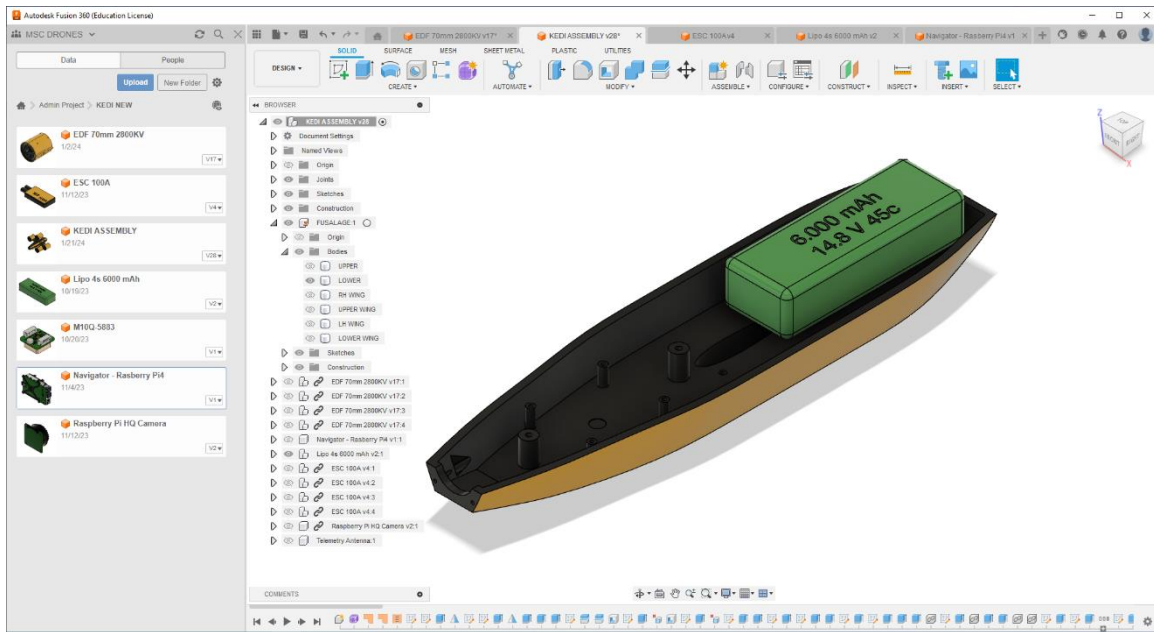 Autodesk Fusion 360 (Education License)
MSC DRONES
EDF 70mm 2800KV v17*
KEDI ASSEMBLY v28*
ESC 100A v4
Lipo 4s 6000 mAh v2
Navigator - Rasberry Pi4 v1
Data
People
Upload
New Folder
Admin Project > KEDI NEW
EDF 70mm 2800KV
1/2/24
V17
ESC 100A
11/12/23
V4
KEDI ASSEMBLY
1/21/24
V28
Lipo 4s 6000 mAh
10/19/23
V2
M10Q-5883
10/20/23
V1
Navigator - Rasberry Pi4
11/4/23
V1
Raspberry Pi HQ Camera
11/12/23
V2
DESIGN
SOLID
SURFACE
MESH
SHEET METAL
PLASTIC
UTILITIES
CREATE
AUTOMATE
MODIFY
ASSEMBLE
CONFIGURE
CONSTRUCT
INSPECT
INSERT
SELECT
BROWSER
KEDI ASSEMBLY v28
Document Settings
Named Views
Origin
Joints
Sketches
Construction
FUSALAGE:1
Origin
Bodies
UPPER
LOWER
RH WING
UPPER WING
LH WING
LOWER WING
Sketches
Construction
EDF 70mm 2800KV v17:1
EDF 70mm 2800KV v17:2
EDF 70mm 2800KV v17:3
EDF 70mm 2800KV v17:4
Navigator - Rasberry Pi4 v1:1
Lipo 4s 6000 mAh v2:1
ESC 100A v4:1
ESC 100A v4:2
ESC 100A v4:3
ESC 100A v4:4
Raspberry Pi HQ Camera v2:1
Telemetry Antenna:1
6.000 mAh
14.8 V 45c
TOP
FRONT
RIGHT
Z
X
COMMENTS